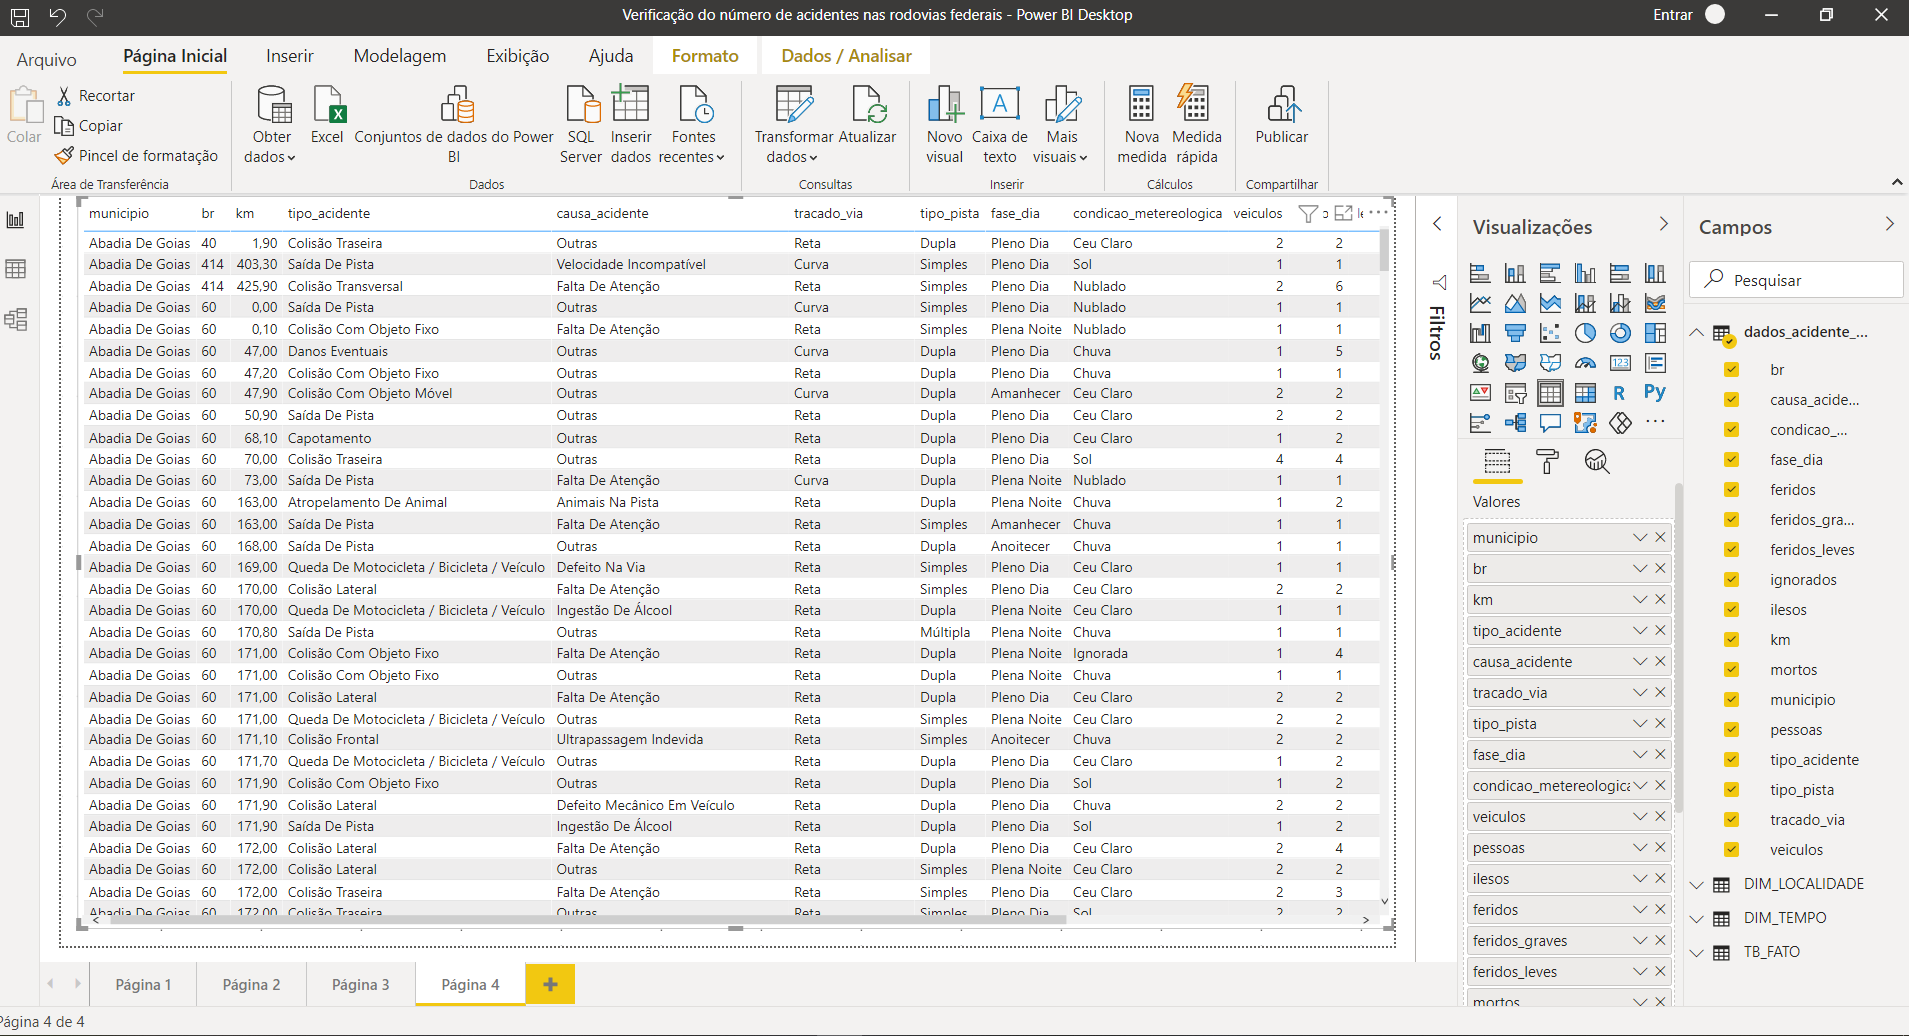 Verificação do número de acidentes nas rodovias federais - Power BI Desktop
Entrar
Arquivo
Página Inicial
Inserir
Modelagem
Exibição
Ajuda
Formato
Dados / Analisar
Colar
Recortar
Copiar
Pincel de formatação
Área de Transferência
Obter dados
Excel
Conjuntos de dados do Power BI
SQL Server
Inserir dados
Fontes recentes
Dados
Transformar dados
Atualizar
Consultas
Novo visual
Caixa de texto
Mais visuais
Inserir
Nova medida
Medida rápida
Cálculos
Publicar
Compartilhar
municipio br km tipo_acidente causa_acidente tracado_via tipo_pista fase_dia condicao_metereologica veiculos
Abadia De Goias 40 1,90 Colisão Traseira Outras Reta Dupla Pleno Dia Ceu Claro 2 2
Abadia De Goias 414 403,30 Saída De Pista Velocidade Incompatível Curva Simples Pleno Dia Sol 1 1
Abadia De Goias 414 425,90 Colisão Transversal Falta De Atenção Reta Simples Pleno Dia Nublado 2 6
Abadia De Goias 60 0,00 Saída De Pista Outras Curva Simples Pleno Dia Nublado 1 1
Abadia De Goias 60 0,10 Colisão Com Objeto Fixo Falta De Atenção Reta Simples Plena Noite Nublado 1 1
Abadia De Goias 60 47,00 Danos Eventuais Outras Curva Dupla Pleno Dia Chuva 1 5
Abadia De Goias 60 47,20 Colisão Com Objeto Fixo Outras Reta Dupla Pleno Dia Chuva 1 1
Abadia De Goias 60 47,90 Colisão Com Objeto Móvel Outras Curva Dupla Amanhecer Ceu Claro 2 2
Abadia De Goias 60 50,90 Saída De Pista Outras Reta Dupla Pleno Dia Ceu Claro 2 2
Abadia De Goias 60 68,10 Capotamento Outras Reta Dupla Pleno Dia Ceu Claro 1 2
Abadia De Goias 60 70,00 Colisão Traseira Outras Reta Dupla Pleno Dia Sol 4 4
Abadia De Goias 60 73,00 Saída De Pista Falta De Atenção Curva Dupla Plena Noite Nublado 1 1
Abadia De Goias 60 163,00 Atropelamento De Animal Animais Na Pista Reta Dupla Plena Noite Chuva 1 2
Abadia De Goias 60 163,00 Saída De Pista Falta De Atenção Reta Simples Amanhecer Chuva 1 1
Abadia De Goias 60 168,00 Saída De Pista Outras Reta Dupla Anoitecer Chuva 1 1
Abadia De Goias 60 169,00 Queda De Motocicleta / Bicicleta / Veículo Defeito Na Via Reta Simples Pleno Dia Ceu Claro 1 1
Abadia De Goias 60 170,00 Colisão Lateral Falta De Atenção Reta Simples Pleno Dia Ceu Claro 2 2
Abadia De Goias 60 170,00 Queda De Motocicleta / Bicicleta / Veículo Ingestão De Álcool Reta Dupla Plena Noite Ceu Claro 1 1
Abadia De Goias 60 170,80 Saída De Pista Outras Reta Múltipla Plena Noite Chuva 1 1
Abadia De Goias 60 171,00 Colisão Com Objeto Fixo Falta De Atenção Reta Dupla Plena Noite Ignorada 1 4
Abadia De Goias 60 171,00 Colisão Com Objeto Fixo Outras Reta Dupla Plena Noite Chuva 1 1
Abadia De Goias 60 171,00 Colisão Lateral Falta De Atenção Reta Dupla Pleno Dia Ceu Claro 2 2
Abadia De Goias 60 171,00 Queda De Motocicleta / Bicicleta / Veículo Outras Reta Simples Plena Noite Ceu Claro 2 2
Abadia De Goias 60 171,10 Colisão Frontal Ultrapassagem Indevida Reta Simples Anoitecer Chuva 2 2
Abadia De Goias 60 171,70 Queda De Motocicleta / Bicicleta / Veículo Outras Reta Dupla Pleno Dia Ceu Claro 1 2
Abadia De Goias 60 171,90 Colisão Com Objeto Fixo Outras Reta Dupla Pleno Dia Sol 1 2
Abadia De Goias 60 171,90 Colisão Lateral Defeito Mecânico Em Veículo Reta Dupla Pleno Dia Chuva 2 2
Abadia De Goias 60 171,90 Saída De Pista Ingestão De Álcool Reta Dupla Pleno Dia Sol 1 2
Abadia De Goias 60 172,00 Colisão Lateral Falta De Atenção Reta Dupla Pleno Dia Ceu Claro 2 4
Abadia De Goias 60 172,00 Colisão Lateral Outras Reta Simples Plena Noite Ceu Claro 2 2
Abadia De Goias 60 172,00 Colisão Traseira Falta De Atenção Reta Simples Pleno Dia Ceu Claro 2 3
Abadia De Goias 60 172,00 Colisão Traseira Outras Reta Simples Pleno Dia Sol 2 2
Filtros
Visualizações
123
R
Py
Valores
municipio
br
km
tipo_acidente
causa_acidente
tracado_via
tipo_pista
fase_dia
condicao_metereologica
veiculos
pessoas
ilesos
feridos
feridos_graves
feridos_leves
mortos
Campos
Pesquisar
dados_acidente_...
br
causa_acide...
condicao_...
fase_dia
feridos
feridos_gra...
feridos_leves
ignorados
ilesos
km
mortos
municipio
pessoas
tipo_acidente
tipo_pista
tracado_via
veiculos
DIM_LOCALIDADE
DIM_TEMPO
TB_FATO
Página 1
Página 2
Página 3
Página 4
Página 4 de 4